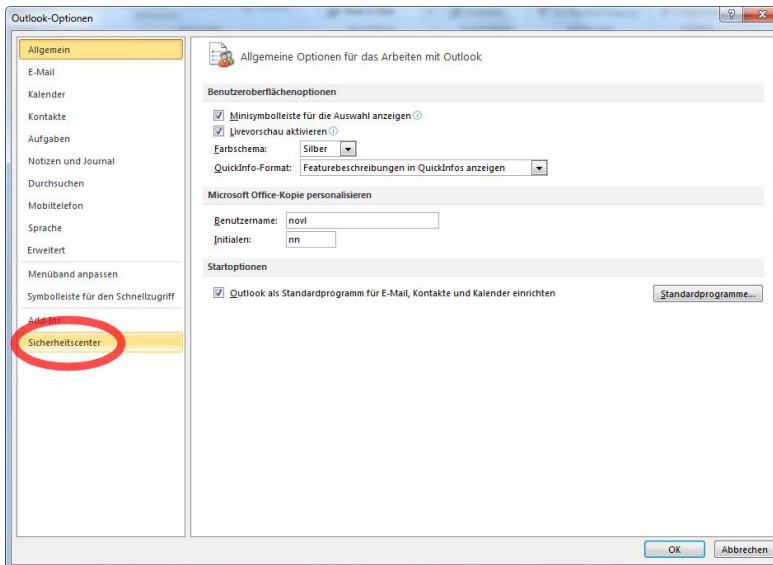 Outlook-Optionen
Allgemein
E-Mail
Kalender
Kontakte
Aufgaben
Notizen und Journal
Durchsuchen
Mobiltelefon
Sprache
Erweitert
Menüband anpassen
Symbolleiste für den Schnellzugriff
Add-Ins
Sicherheitscenter
Allgemeine Optionen für das Arbeiten mit Outlook
Benutzeroberflächenoptionen
Minisymbolleiste für die Auswahl anzeigen
Livevorschau aktivieren
Farbschema: Silber
QuickInfo-Format: Featurebeschreibungen in QuickInfos anzeigen
Microsoft Office-Kopie personalisieren
Benutzername: novl
Initialen: nn
Startoptionen
Outlook als Standardprogramm für E-Mail, Kontakte und Kalender einrichten Standardprogramme...
OK Abbrechen